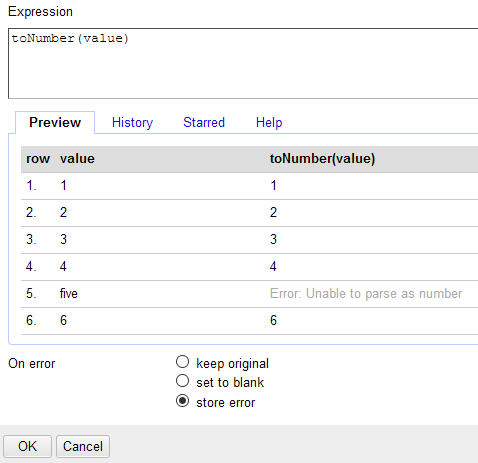 Expression
toNumber(value)
Preview History Starred Help
row value toNumber(value)
1. 1 1
2. 2 2
3. 3 3
4. 4 4
5. five Error: Unable to parse as number
6. 6 6
On error keep original
set to blank
store error
OK Cancel